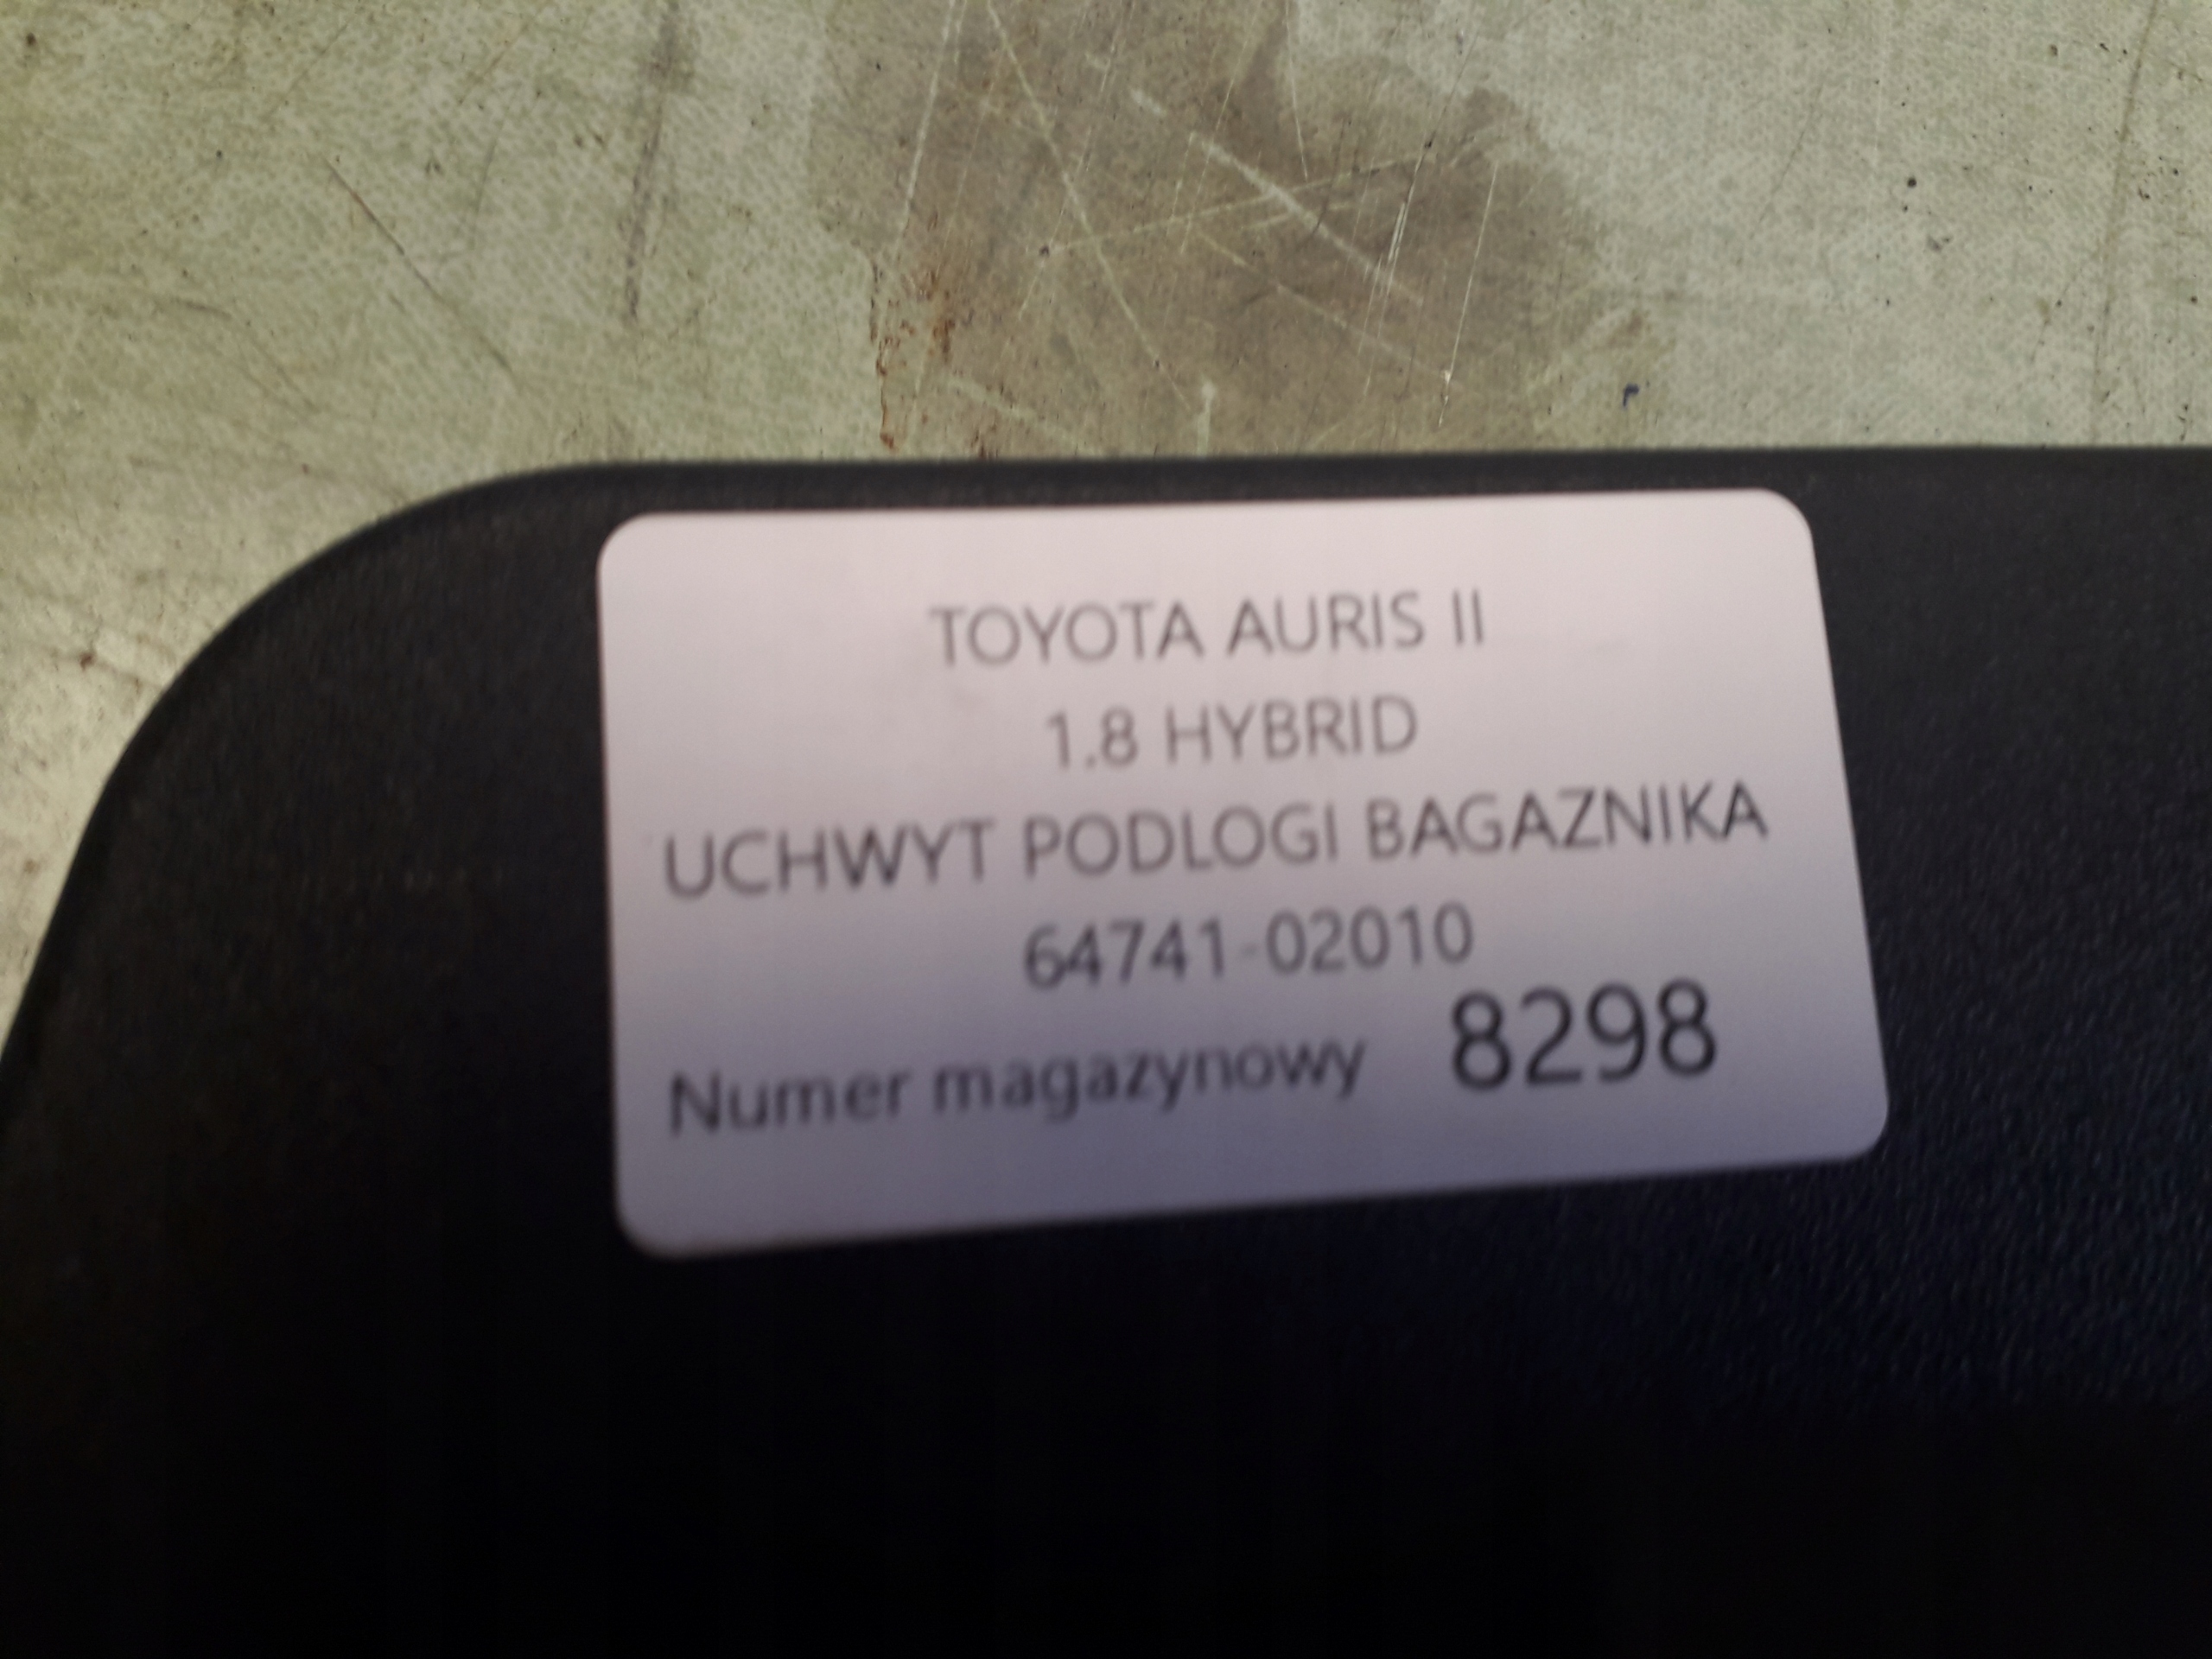 TOYOTA AURIS II
1.8 HYBRID
UCHWYT PODLOGI BAGAZNIKA
64741-02010
Numer magazynowy 8298